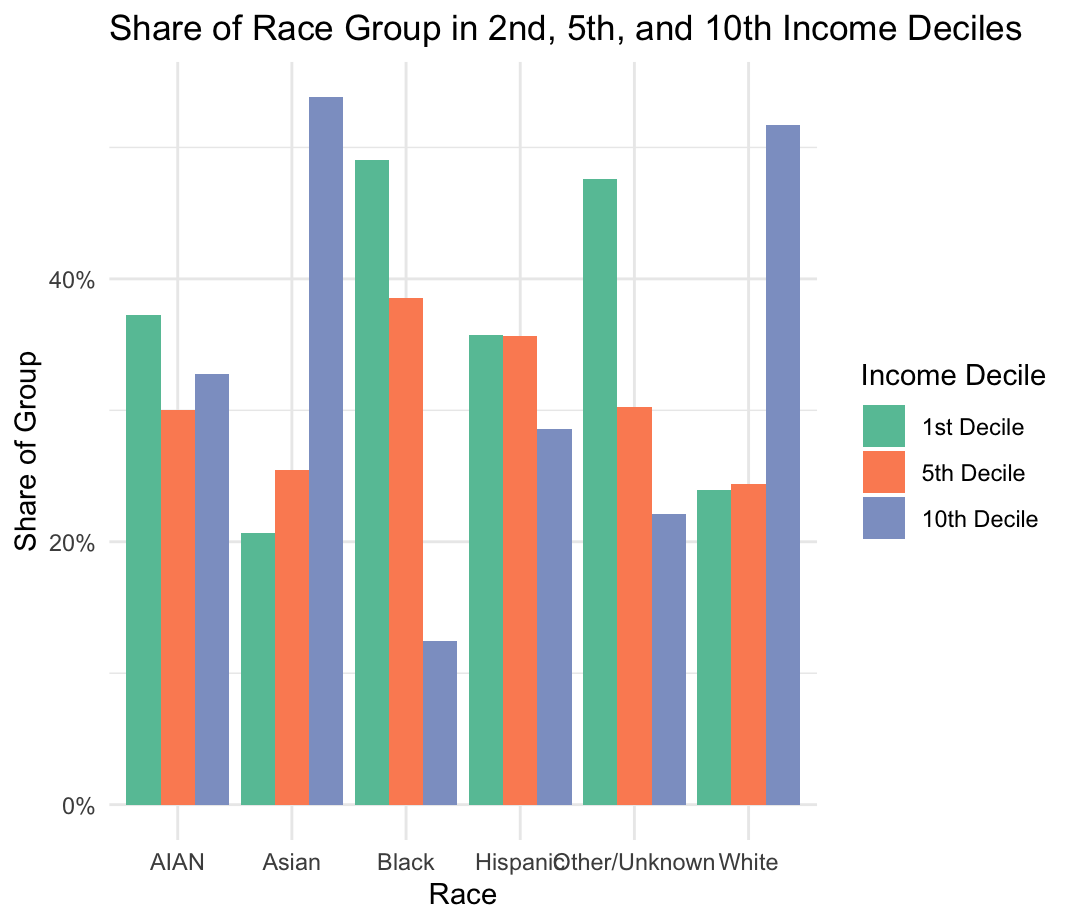 Share of Race Group in 2nd, 5th, and 10th Income Deciles
Share of Group
40%
20%
0%
AIAN Asian Black Hispanic Other/Unknown White
Race
Income Decile
1st Decile
5th Decile
10th Decile